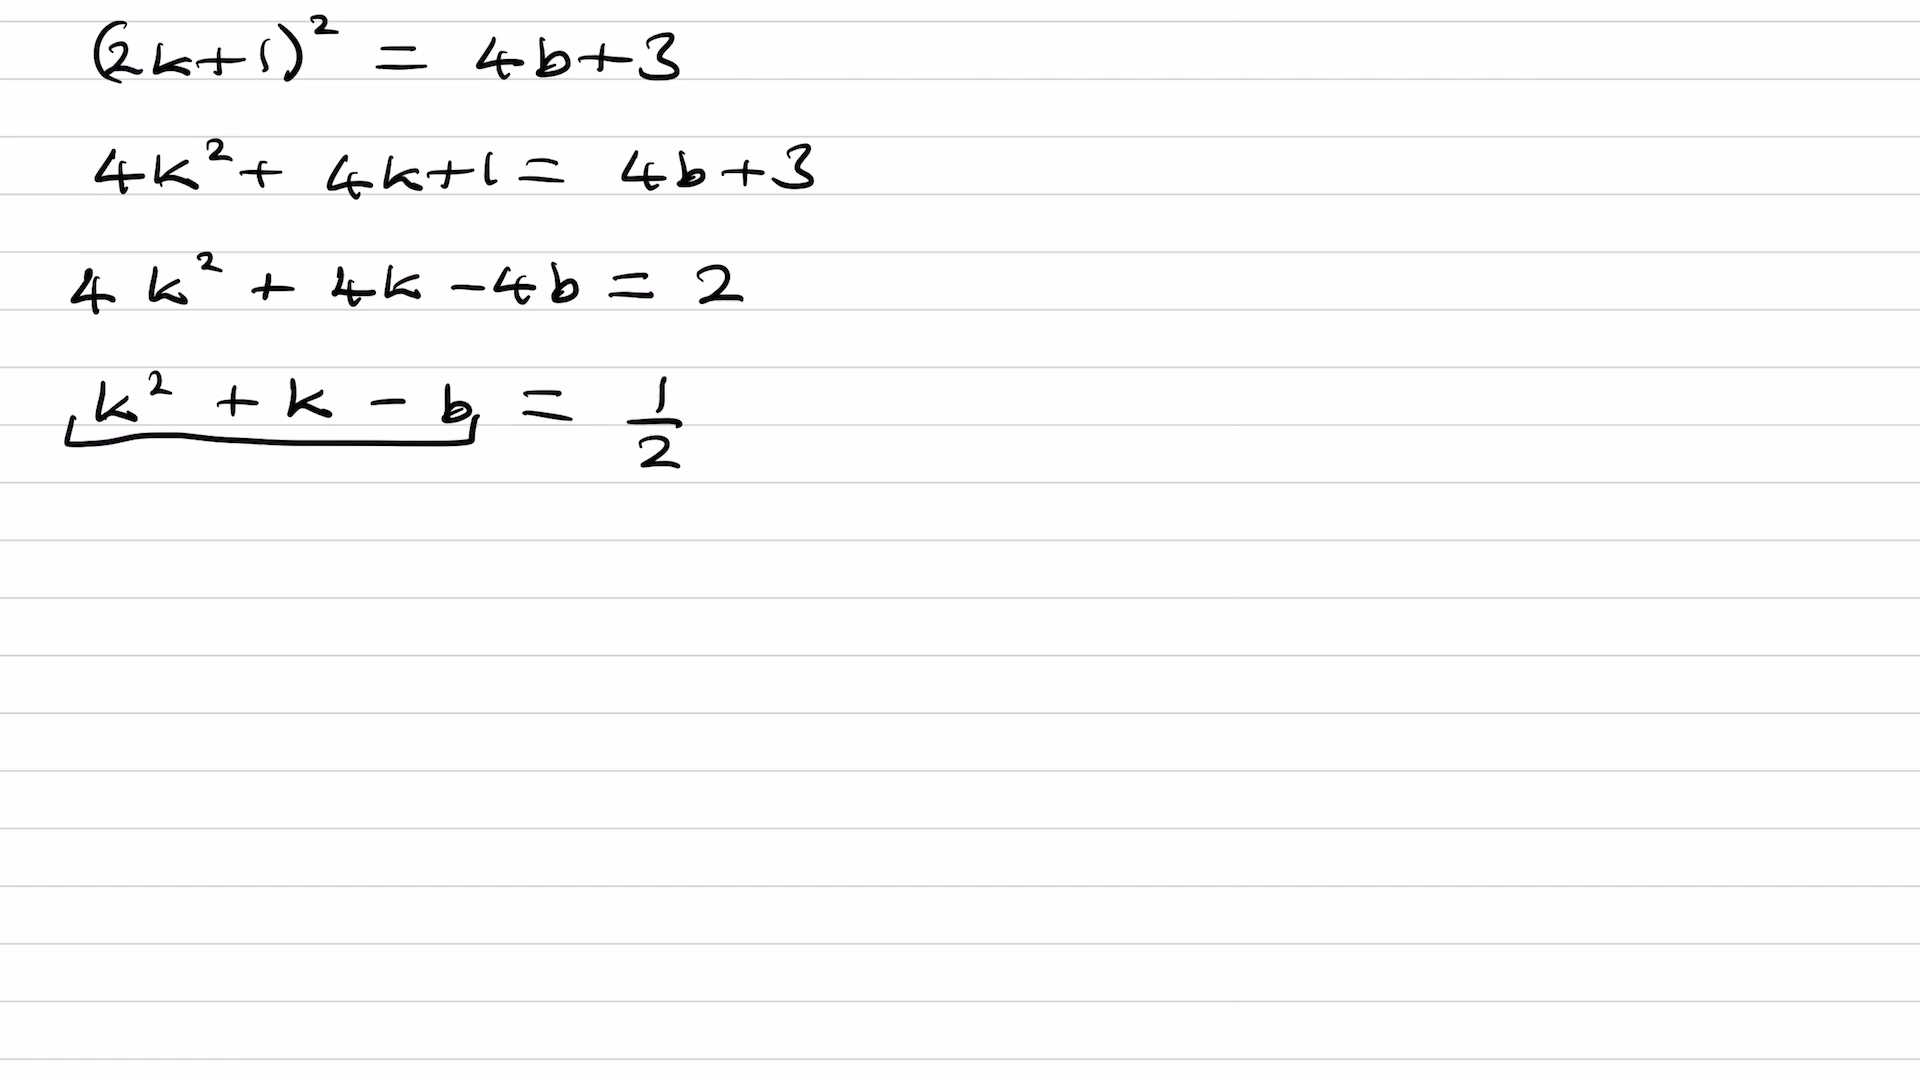 (2k+1)² = 4b+3
4k² + 4k+1 = 4b+3
4k² + 4k - 4b = 2
k² + k - b = 1/2